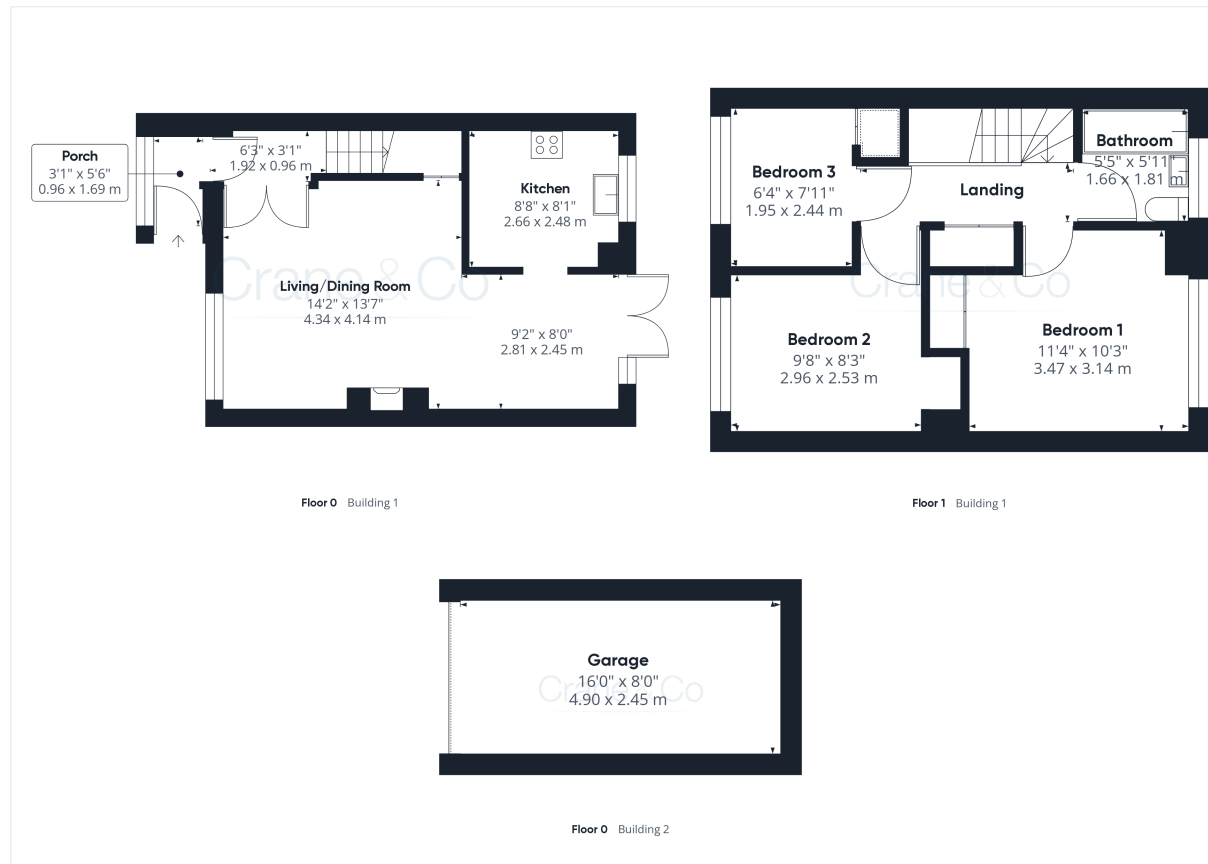 Porch
3'1" x 5'6"
0.96 x 1.69 m
6'3" x 3'1"
1.92 x 0.96 m
Kitchen
8'8" x 8'1"
2.66 x 2.48 m
Living/Dining Room
14'2" x 13'7"
4.34 x 4.14 m
9'2" x 8'0"
2.81 x 2.45 m
Crane & Co
Floor 0 Building 1
Bedroom 3
6'4" x 7'11"
1.95 x 2.44 m
Landing
Bathroom
5'5" x 5'11"
1.66 x 1.81 m
Bedroom 2
9'8" x 8'3"
2.96 x 2.53 m
Bedroom 1
11'4" x 10'3"
3.47 x 3.14 m
Crane & Co
Floor 1 Building 1
Garage
16'0" x 8'0"
4.90 x 2.45 m
Crane & Co
Floor 0 Building 2